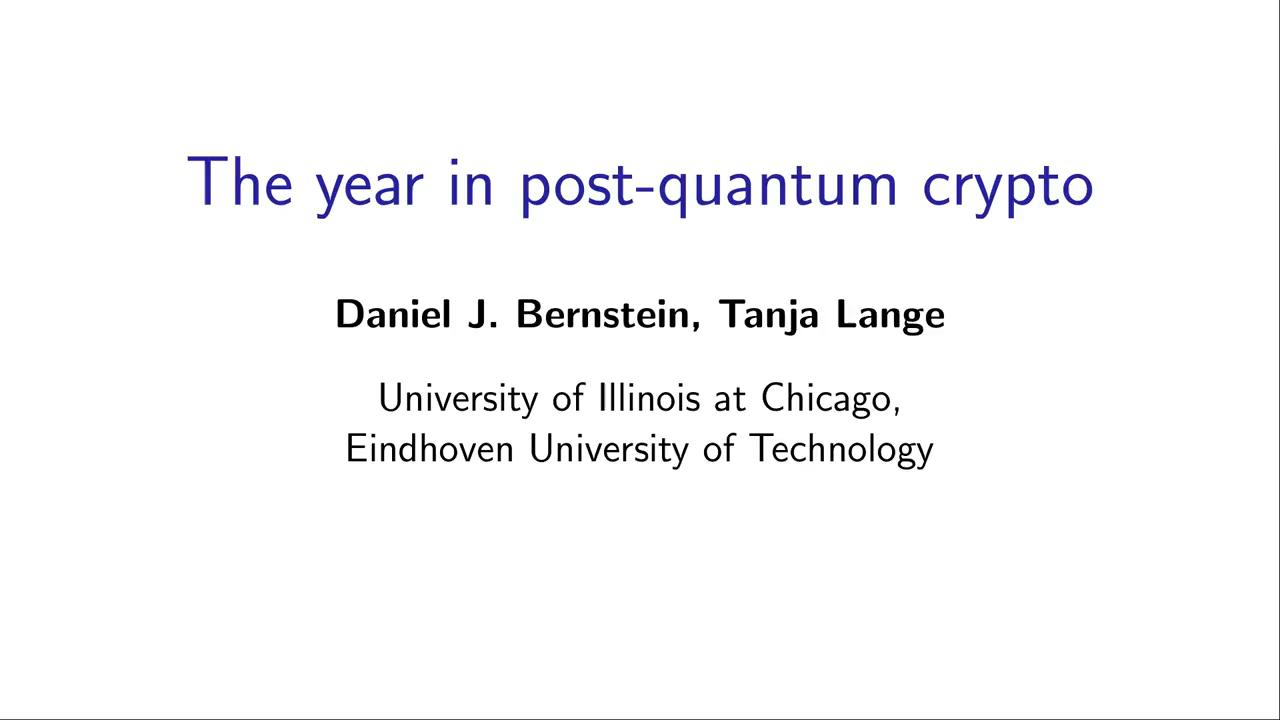 The year in post-quantum crypto
Daniel J. Bernstein, Tanja Lange
University of Illinois at Chicago,
Eindhoven University of Technology